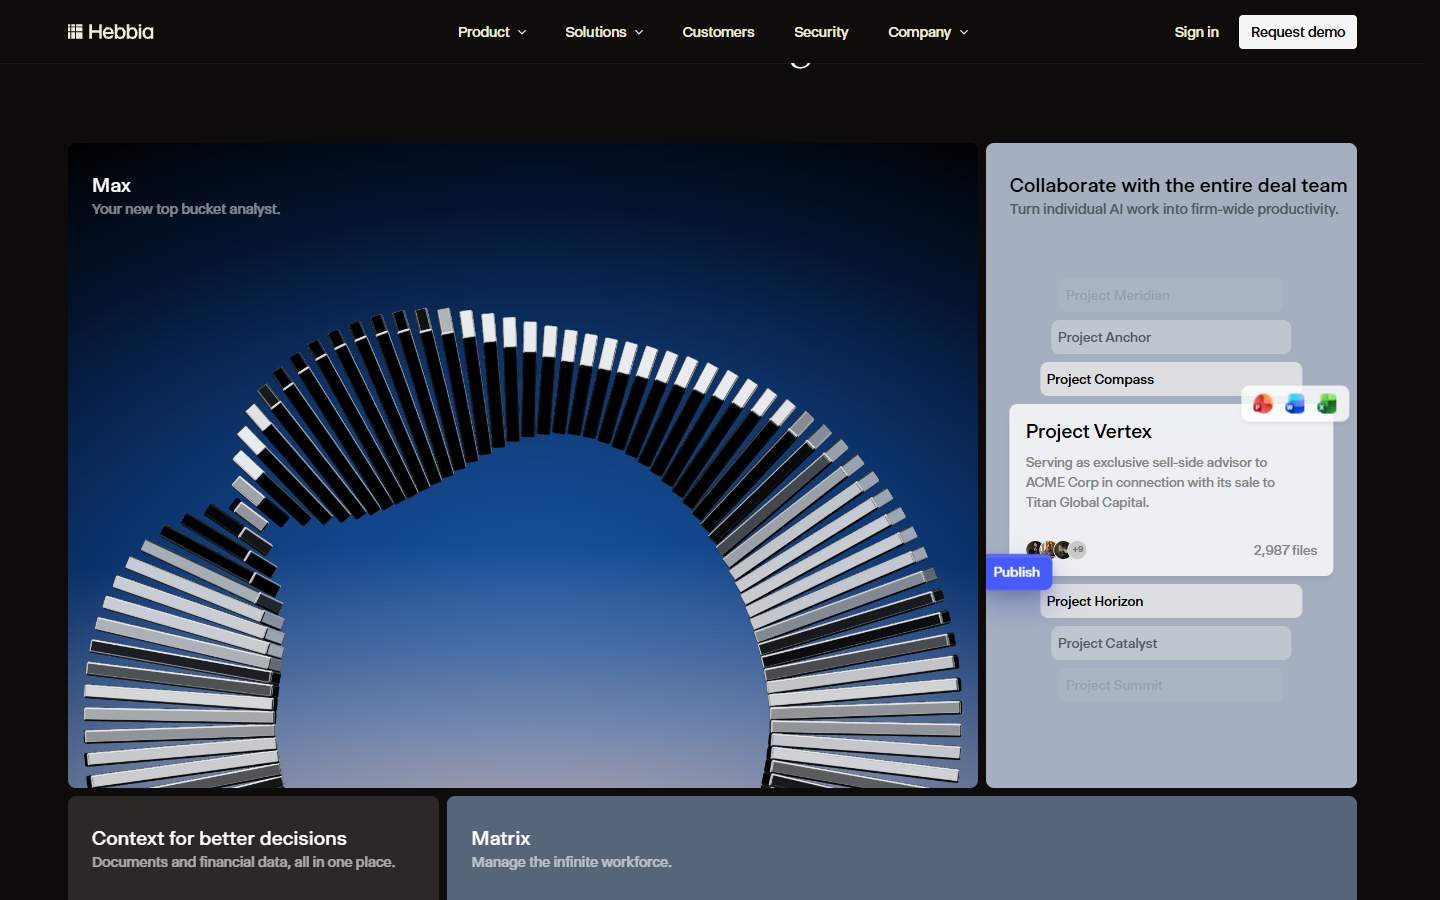 Hebbia
Product
Solutions
Customers
Security
Company
Sign in
Request demo
Max
Your new top bucket analyst.
Collaborate with the entire deal team
Turn individual AI work into firm-wide productivity.
Project Meridian
Project Anchor
Project Compass
Project Vertex
Serving as exclusive sell-side advisor to
ACME Corp in connection with its sale to
Titan Global Capital.
+9
2,987 files
Publish
Project Horizon
Project Catalyst
Project Summit
Context for better decisions
Documents and financial data, all in one place.
Matrix
Manage the infinite workforce.